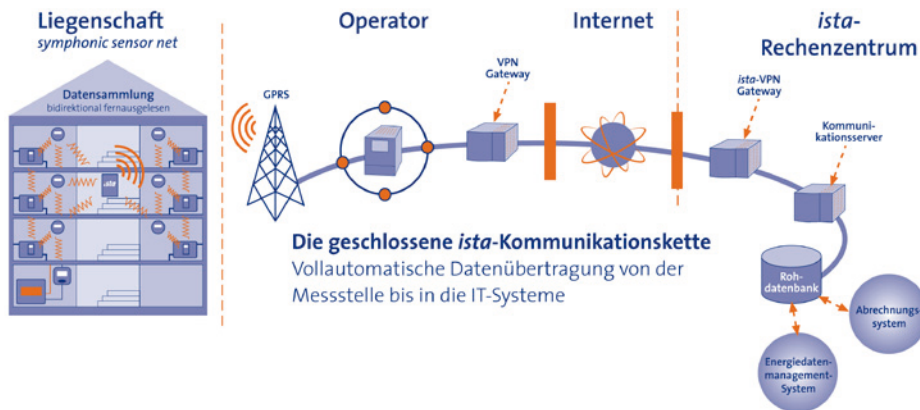 Liegenschaft
symphonic sensor net
Datensammlung
bidirektional fernausgelesen
ista
Operator
GPRS
VPN
Gateway
Internet
ista-
Rechenzentrum
ista-VPN
Gateway
Kommuni-
kationsserver
Die geschlossene ista-Kommunikationskette
Vollautomatische Datenübertragung von der
Messstelle bis in die IT-Systeme
Roh-
datenbank
Abrechnungs-
system
Energiedaten-
management-
System